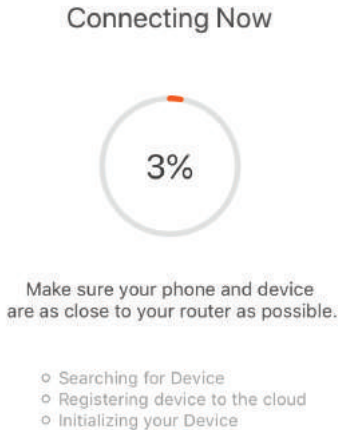 Connecting Now
3%
Make sure your phone and device
are as close to your router as possible.
Searching for Device
Registering device to the cloud
Initializing your Device